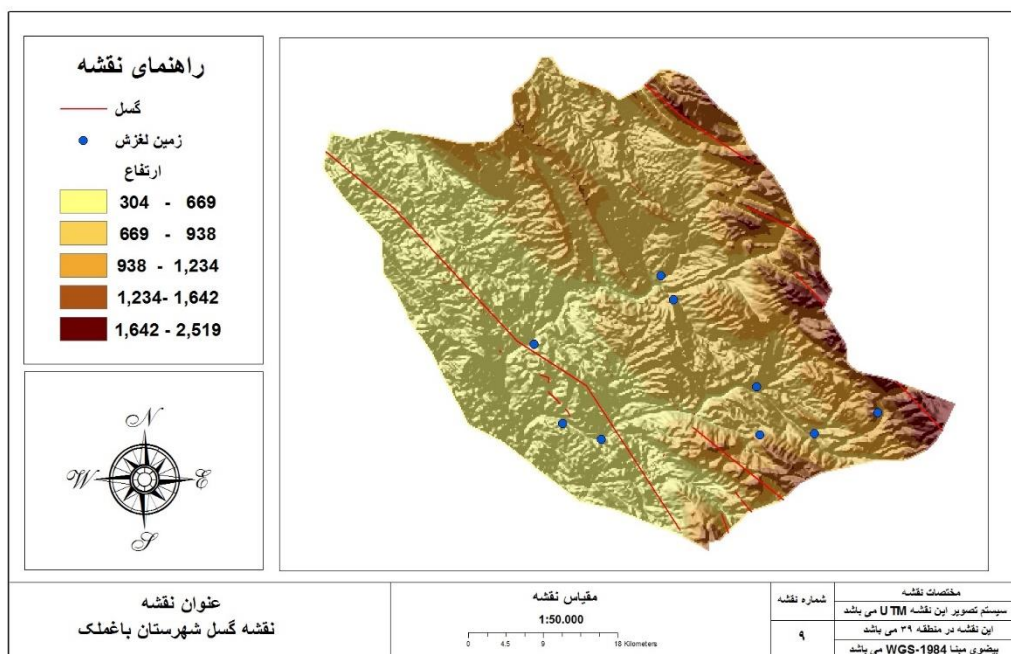 راهنمای نقشه
گسل
زمین لغزش
ارتفاع
304 - 669
669 - 938
938 - 1,234
1,234- 1,642
1,642 - 2,519
N
W
E
S
عنوان نقشه
نقشه گسل شهرستان باغملک
مقیاس نقشه
1:50.000
0 4.5 9 18 Kilometers
شماره نقشه
۹
مختصات نقشه
سیستم تصویر این نقشه UTM می باشد
این نقشه در منطقه ۳۹ می باشد
بیضوی مبنا WGS-1984 می باشد